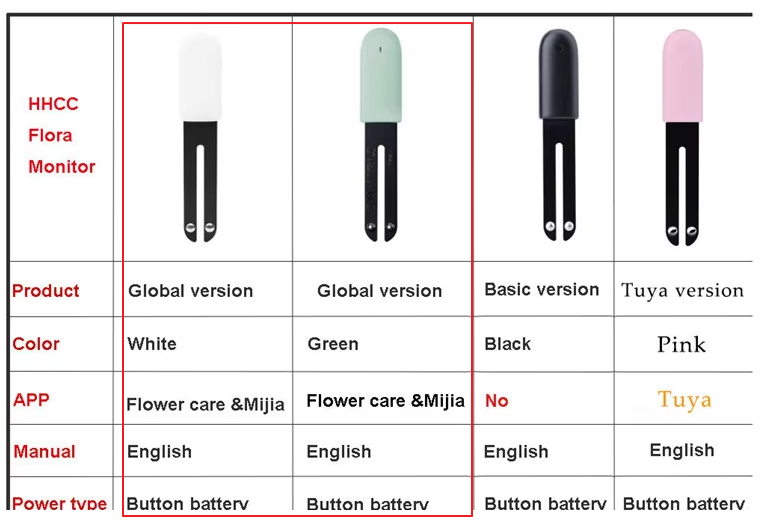 HHCC
Flora
Monitor
Product Global version Global version Basic version Tuya version
Color White Green Black Pink
APP Flower care &Mijia Flower care &Mijia No Tuya
Manual English English English English
Power type Button battery Button battery Button battery Button battery